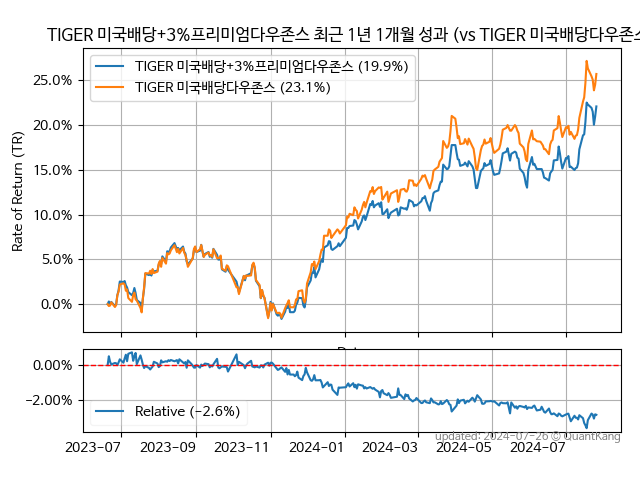 TIGER 미국배당+3%프리미엄다우존스 최근 1년 1개월 성과 (vs TIGER 미국배당다우존스
Rate of Return (TR)
25.0%
20.0%
15.0%
10.0%
5.0%
0.0%
TIGER 미국배당+3%프리미엄다우존스 (19.9%)
TIGER 미국배당다우존스 (23.1%)
0.00%
−2.00%
Relative (−2.6%)
2023−07
2023−09
2023−11
2024−01
2024−03
2024−05
2024−07
updated: 2024-07-26 © QuantKang